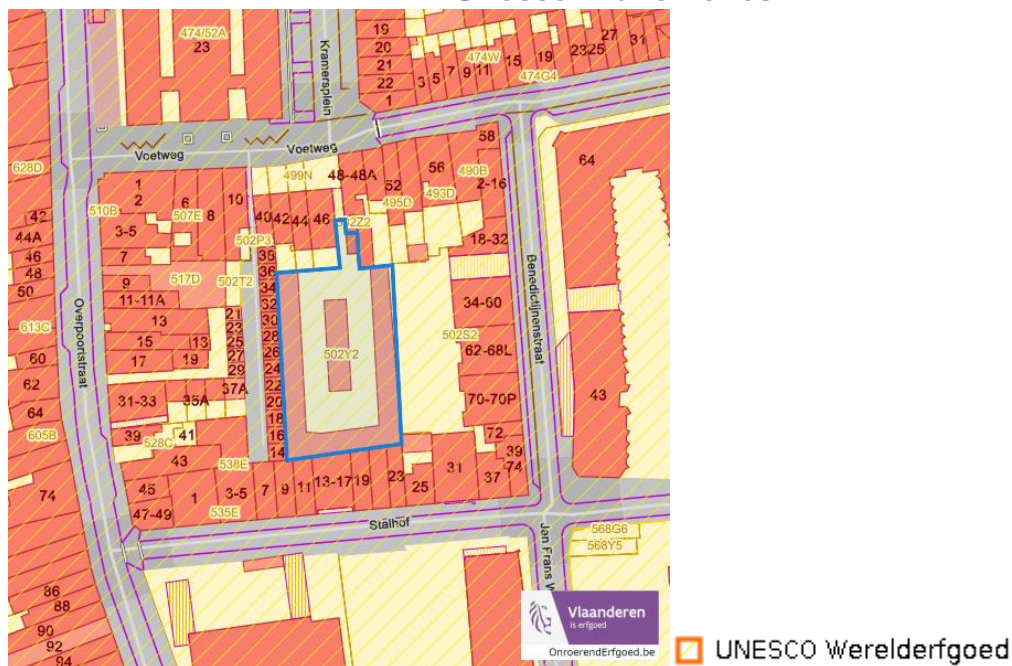 474/52A
23
Kramersplein
19
20
21
22
1
3 5 7 9 11 15 19 23 25 27 31
474W
474G4
Voetweg
Voetweg
628D
1
2
6
8
10
507E
510B
3-5
7
499N
48-48A
52
56
58
490B
2-16
64
493D
495D
40 42 44 46
502Z2
502P3
42
44A
46
48
50
9
11-11A
517D
502T2
13
15
13
17
19
613C
60
62
64
605B
74
Overpoortstraat
35
36
34
32
30
28
26
24
22
20
18
16
14
21
23
25
27
29
37A
502Y2
18-32
34-60
502S2
62-68L
70-70P
72
39
74
Benedictijnenstraat
43
31-33
35A
39
41
528C
43
538E
45
1
3-5
7 9 11 13-17 19 23
25
31
37
47-49
535E
Stalhof
Jan Frans W
568G6
568Y5
86
88
90
92
94
Vlaanderen
is erfgoed
OnroerendErfgoed.be
UNESCO Werelderfgoed